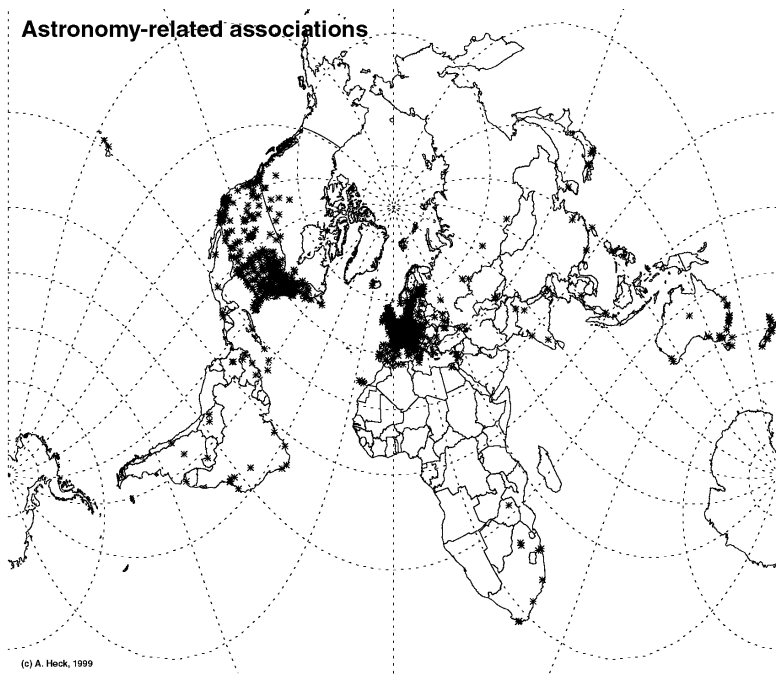 Astronomy-related associations
(c) A. Heck, 1999